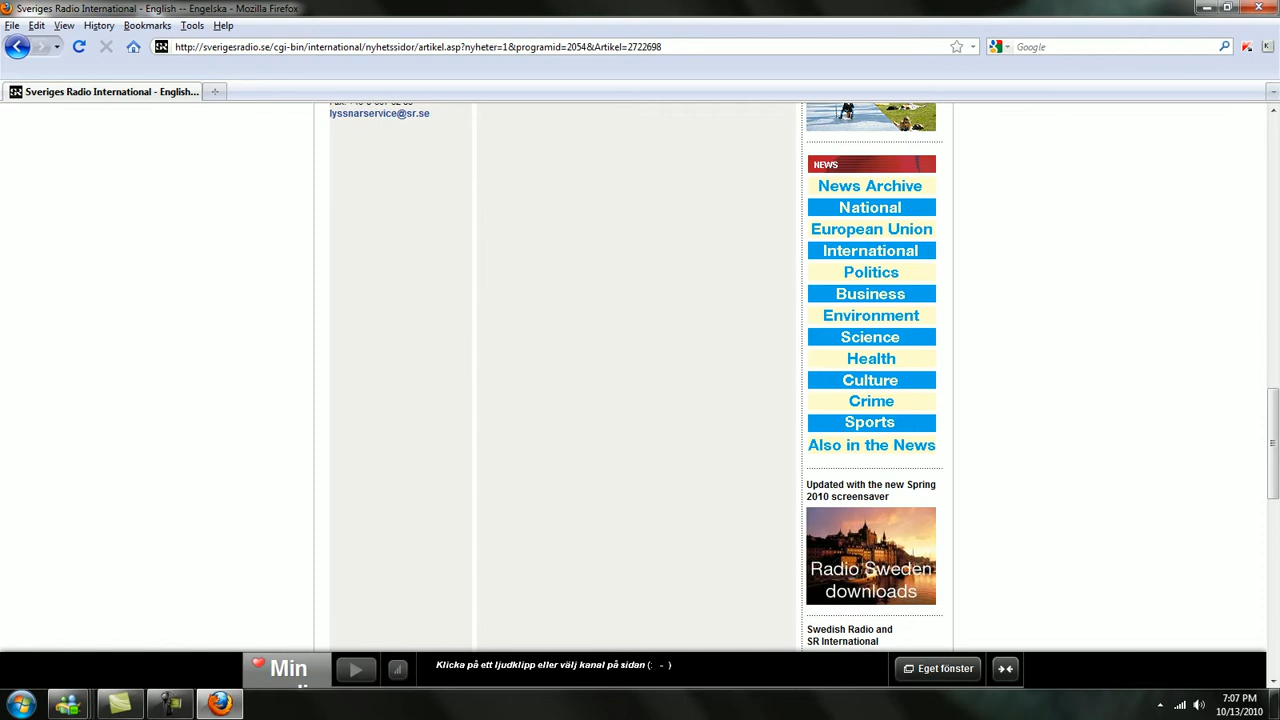 Sveriges Radio International - English -- Engelska - Mozilla Firefox
File Edit View History Bookmarks Tools Help
http://sverigesradio.se/cgi-bin/international/nyhetssidor/artikel.asp?nyheter=1&programid=2054&Artikel=2722698
Google
Sveriges Radio International - English...
lyssnarservice@sr.se
NEWS
News Archive
National
European Union
International
Politics
Business
Environment
Science
Health
Culture
Crime
Sports
Also in the News
Updated with the new Spring
2010 screensaver
Radio Sweden
downloads
Swedish Radio and
SR International
Min
Klicka på ett ljudklipp eller välj kanal på sidan (: - )
Eget fönster
7:07 PM
10/13/2010